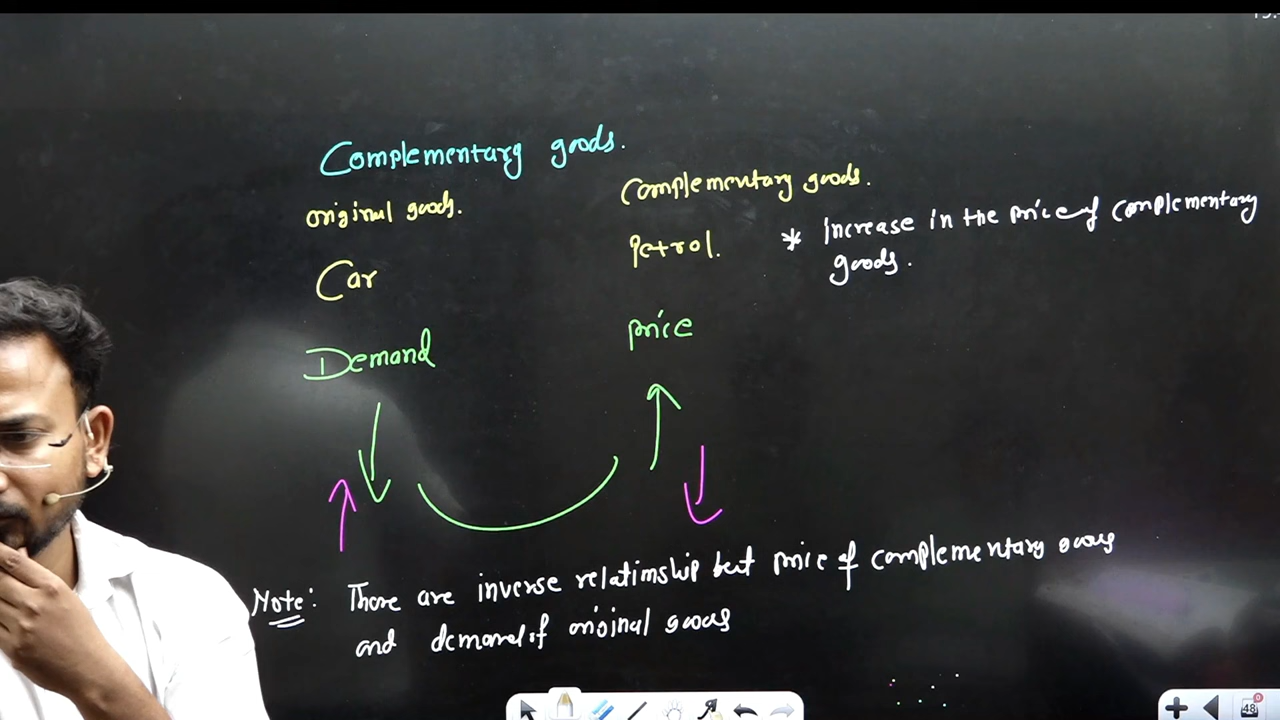 Complementary goods.
original goods.
Complementary goods.
Car
Petrol.
* Increase in the price of complementary
goods.
Demand
price
Note: There are inverse relationship bet price of complementary goods
and demand of original goods
48